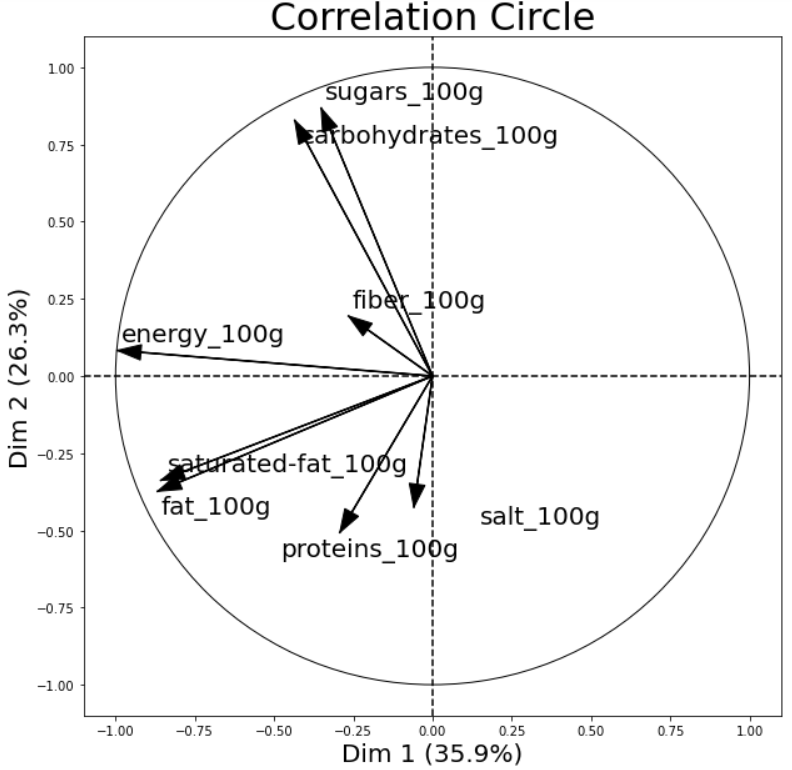 Correlation Circle
1.00
sugars_100g
carbohydrates_100g
0.75
0.50
0.25
fiber_100g
energy_100g
0.00
−0.25
saturated-fat_100g
fat_100g
salt_100g
−0.50
proteins_100g
−0.75
−1.00
Dim 2 (26.3%)
−1.00 −0.75 −0.50 −0.25 0.00 0.25 0.50 0.75 1.00
Dim 1 (35.9%)